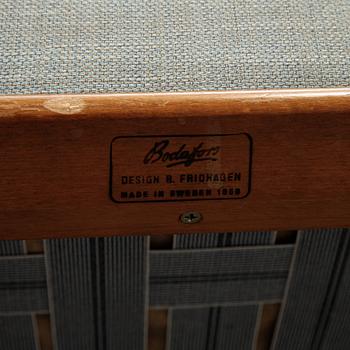 Bodafors
DESIGN B. FRIDHAGEN
MADE IN SWEDEN 1958